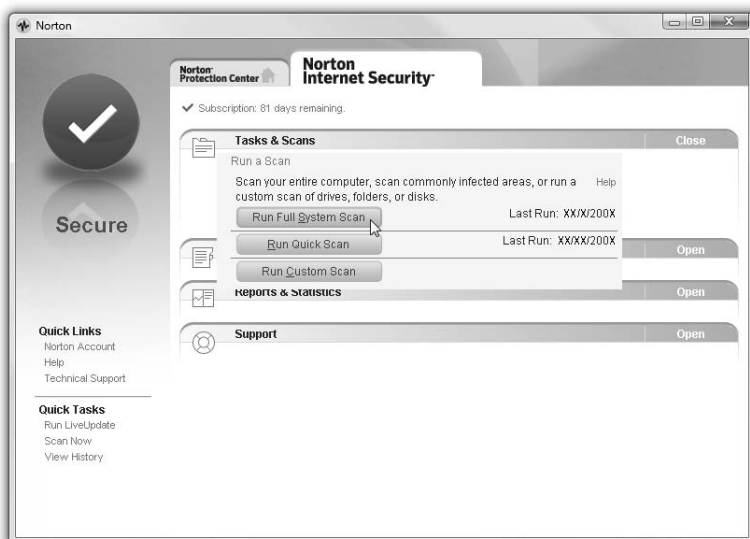 Norton
Norton
Protection Center
Norton
Internet Security
Subscription: 81 days remaining.
Secure
Tasks & Scans
Close
Run a Scan
Scan your entire computer, scan commonly infected areas, or run a
custom scan of drives, folders, or disks.
Help
Run Full System Scan
Last Run: XX/X/200X
Run Quick Scan
Last Run: XX/XX/200X
Run Custom Scan
Open
Reports & Statistics
Open
Support
Open
Quick Links
Norton Account
Help
Technical Support
Quick Tasks
Run LiveUpdate
Scan Now
View History